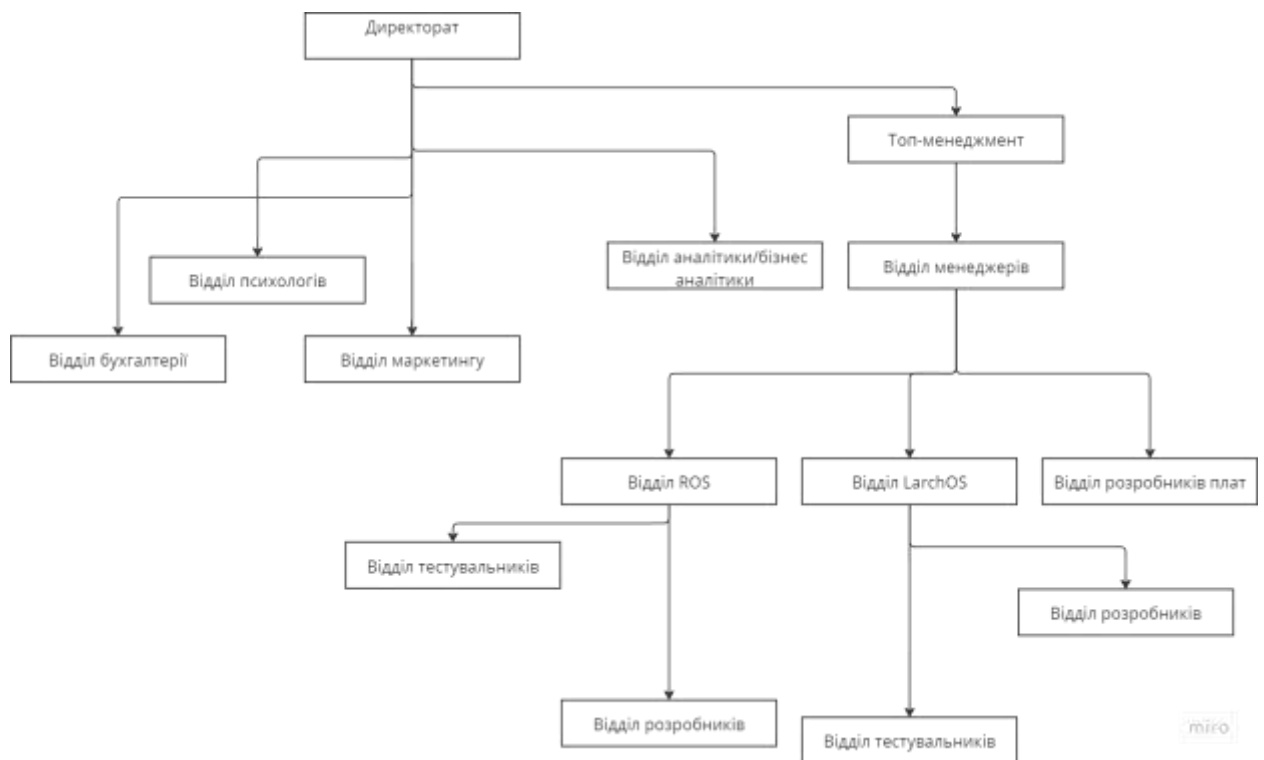 Директорат
Топ-менеджмент
Відділ аналітики/бізнес
аналітики
Відділ менеджерів
Відділ психологів
Відділ бухгалтерії
Відділ маркетингу
Відділ ROS
Відділ LarchOS
Відділ розробників плат
Відділ тестувальників
Відділ розробників
Відділ розробників
Відділ тестувальників
miro